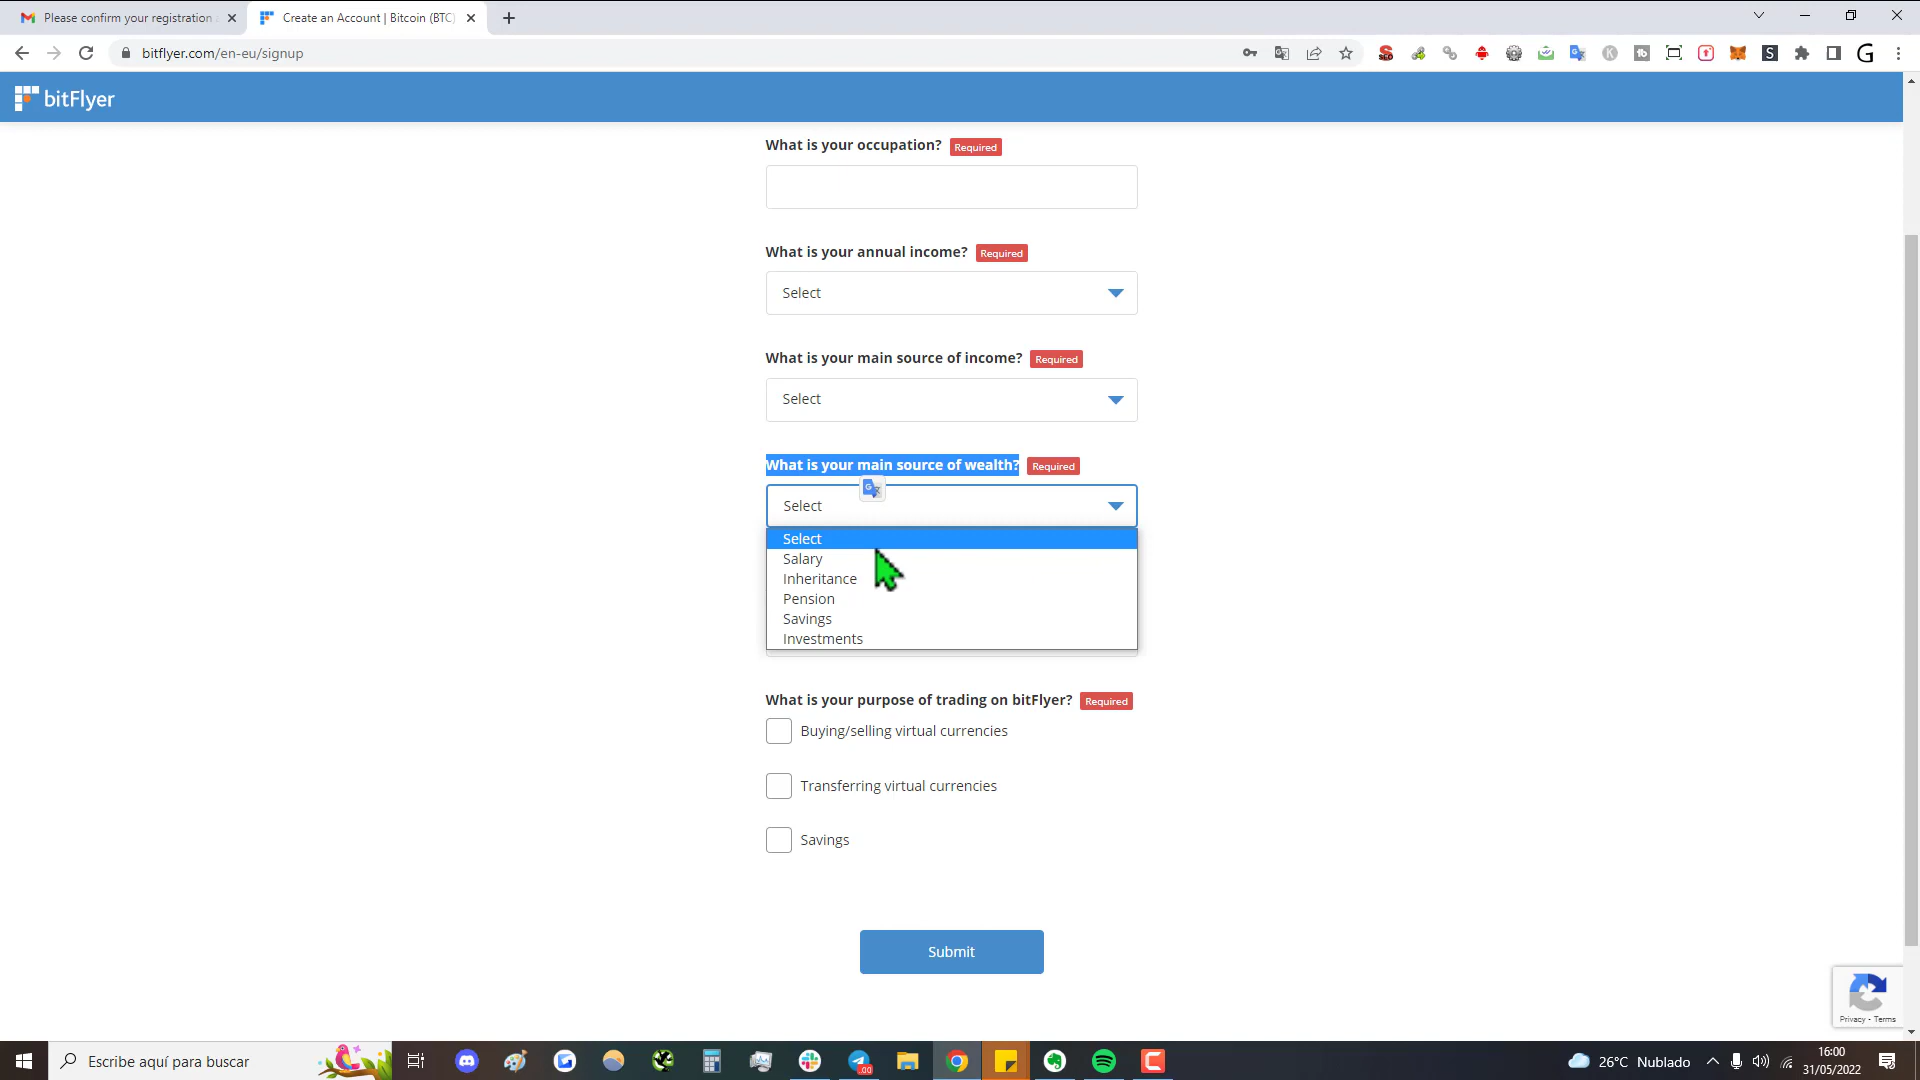 Please confirm your registration
Create an Account | Bitcoin (BTC)
bitflyer.com/en-eu/signup
bitFlyer
What is your occupation? Required
What is your annual income? Required
Select
What is your main source of income? Required
Select
What is your main source of wealth? Required
Select
Select
Salary
Inheritance
Pension
Savings
Investments
What is your purpose of trading on bitFlyer? Required
Buying/selling virtual currencies
Transferring virtual currencies
Savings
Submit
Privacy - Terms
Escribe aquí para buscar
26°C Nublado
16:00
31/05/2022